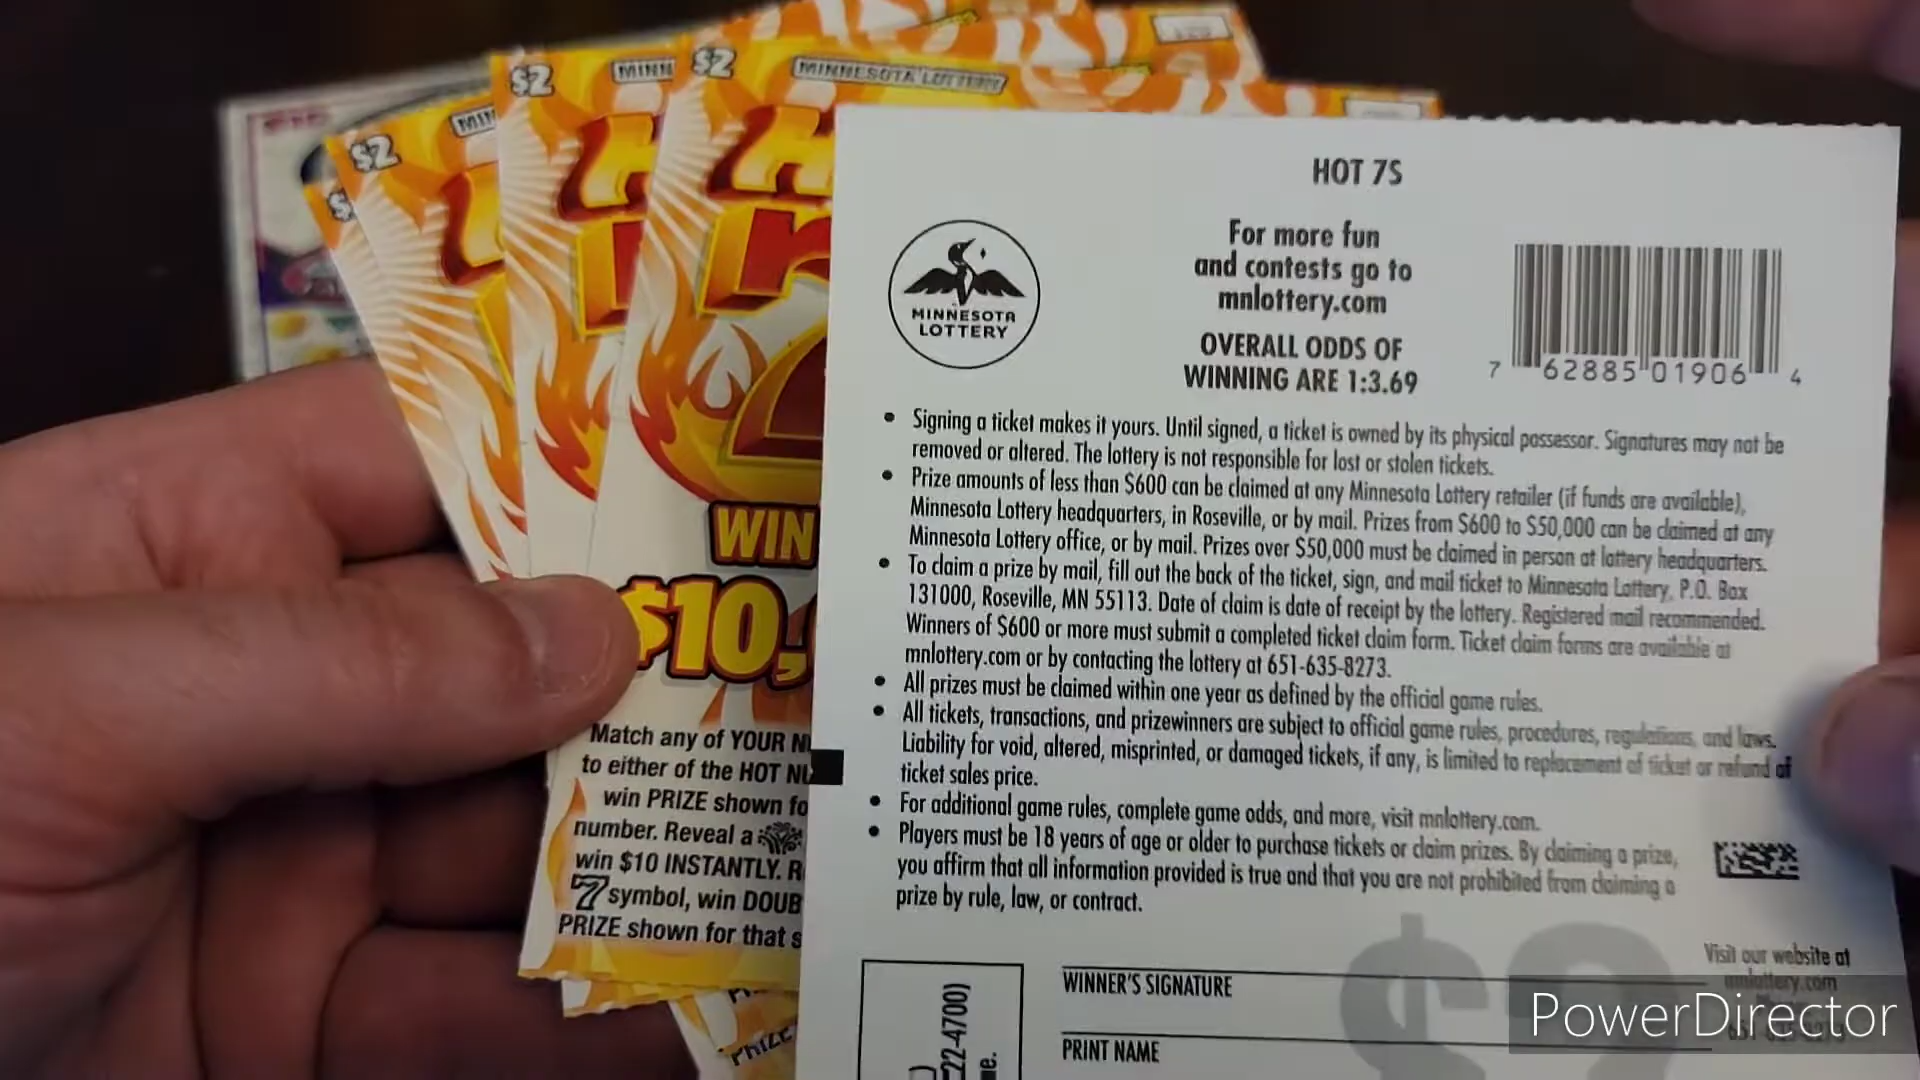 $2
MINN
$2
MINNESOTA LOTTERY
$2
MIN
WIN
$10,
Match any of YOUR N
to either of the HOT NU
win PRIZE shown fo
number. Reveal a
win $10 INSTANTLY. R
7 symbol, win DOUB
PRIZE shown for that s
HOT 7S
MINNESOTA
LOTTERY
For more fun
and contests go to
mnlottery.com
OVERALL ODDS OF
WINNING ARE 1:3.69
7 62885 01906 4
• Signing a ticket makes it yours. Until signed, a ticket is owned by its physical possessor. Signatures may not be
removed or altered. The lottery is not responsible for lost or stolen tickets.
• Prize amounts of less than $600 can be claimed at any Minnesota Lottery retailer (if funds are available),
Minnesota Lottery headquarters, in Roseville, or by mail. Prizes from $600 to $50,000 can be claimed at any
Minnesota Lottery office, or by mail. Prizes over $50,000 must be claimed in person at lottery headquarters.
• To claim a prize by mail, fill out the back of the ticket, sign, and mail ticket to Minnesota Lottery, P.O. Box
131000, Roseville, MN 55113. Date of claim is date of receipt by the lottery. Registered mail recommended.
Winners of $600 or more must submit a completed ticket claim form. Ticket claim forms are available at
mnlottery.com or by contacting the lottery at 651-635-8273.
• All prizes must be claimed within one year as defined by the official game rules.
• All tickets, transactions, and prizewinners are subject to official game rules, procedures, regulations, and laws.
Liability for void, altered, misprinted, or damaged tickets, if any, is limited to replacement of ticket or refund of
ticket sales price.
• For additional game rules, complete game odds, and more, visit mnlottery.com.
• Players must be 18 years of age or older to purchase tickets or claim prizes. By claiming a prize,
you affirm that all information provided is true and that you are not prohibited from claiming a
prize by rule, law, or contract.
$2
Visit our website at
mnlottery.com
WINNER'S SIGNATURE
PRINT NAME
22-4700)
ne.
PRIZE
PowerDirector